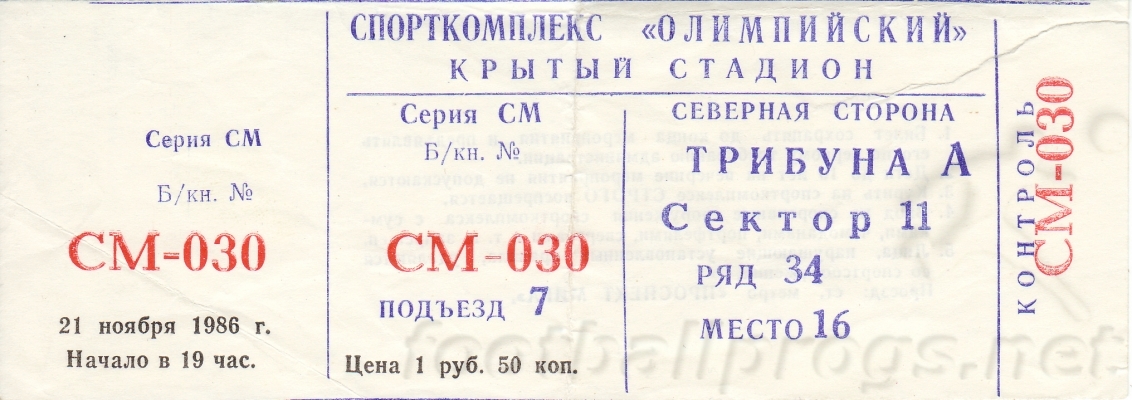 СПОРТКОМПЛЕКС «ОЛИМПИЙСКИЙ»
КРЫТЫЙ СТАДИОН
Серия СМ
Б/кн. №
СМ-030
21 ноября 1986 г.
Начало в 19 час.
Серия СМ
Б/кн. №
СМ-030
ПОДЪЕЗД 7
Цена 1 руб. 50 коп.
СЕВЕРНАЯ СТОРОНА
ТРИБУНА А
Сектор 11
РЯД 34
МЕСТО 16
КОНТРОЛЬ
СМ-030
footballprogs.net